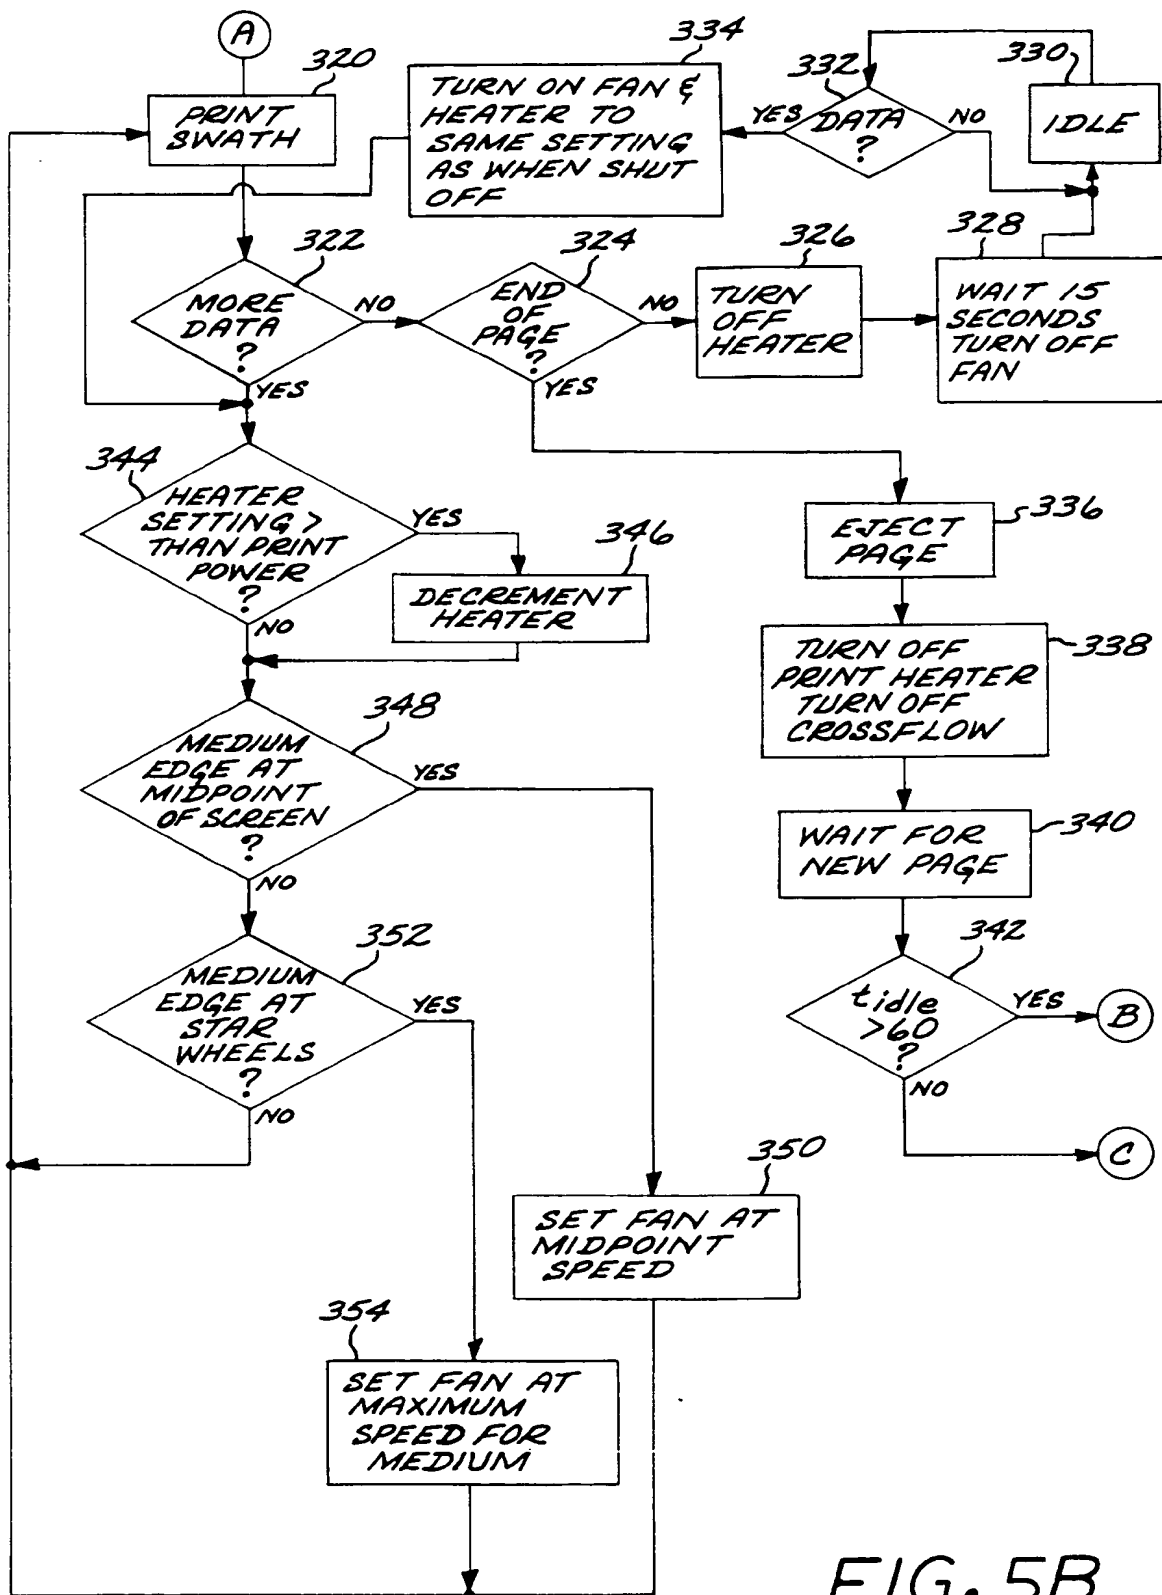 A
320
PRINT
SWATH
334
TURN ON FAN &
HEATER TO
SAME SETTING
AS WHEN SHUT
OFF
332
YES
DATA
?
NO
330
IDLE
322
MORE
DATA
?
NO
YES
324
END
OF
PAGE
?
NO
YES
326
TURN
OFF
HEATER
328
WAIT 15
SECONDS
TURN OFF
FAN
344
HEATER
SETTING >
THAN PRINT
POWER
?
YES
NO
346
DECREMENT
HEATER
336
EJECT
PAGE
338
TURN OFF
PRINT HEATER
TURN OFF
CROSSFLOW
348
MEDIUM
EDGE AT
MIDPOINT
OF SCREEN
?
YES
NO
340
WAIT FOR
NEW PAGE
352
MEDIUM
EDGE AT
STAR
WHEELS
?
YES
NO
342
tidle
>60
?
YES
B
NO
C
350
SET FAN AT
MIDPOINT
SPEED
354
SET FAN AT
MAXIMUM
SPEED FOR
MEDIUM
FIG. 5B